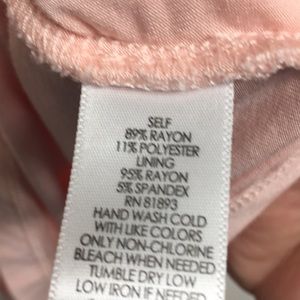 SELF
89% RAYON
11% POLYESTER
LINING
95% RAYON
5% SPANDEX
RN 81893
HAND WASH COLD
WITH LIKE COLORS
ONLY NON-CHLORINE
BLEACH WHEN NEEDED
TUMBLE DRY LOW
LOW IRON IF NEEDED